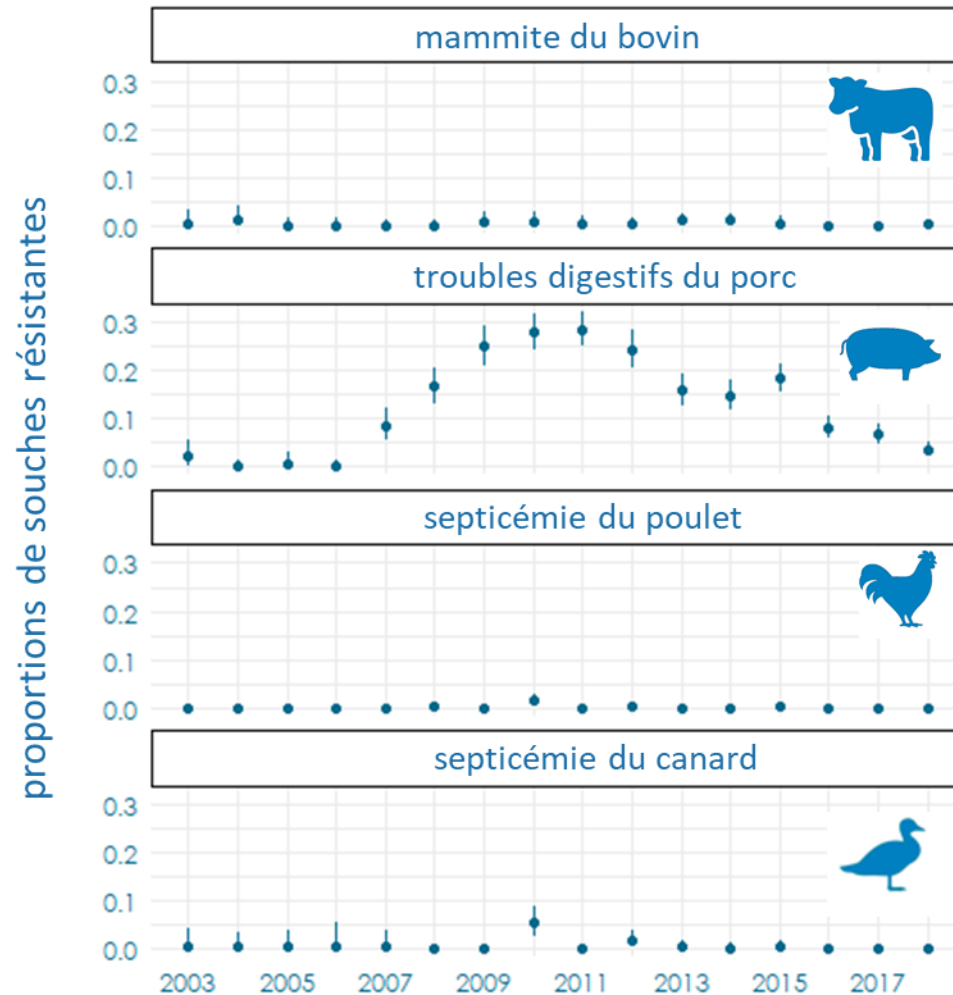 proportions de souches résistantes
mammite du bovin
0.3
0.2
0.1
0.0
troubles digestifs du porc
0.3
0.2
0.1
0.0
septicémie du poulet
0.3
0.2
0.1
0.0
septicémie du canard
0.3
0.2
0.1
0.0
2003 2005 2007 2009 2011 2013 2015 2017